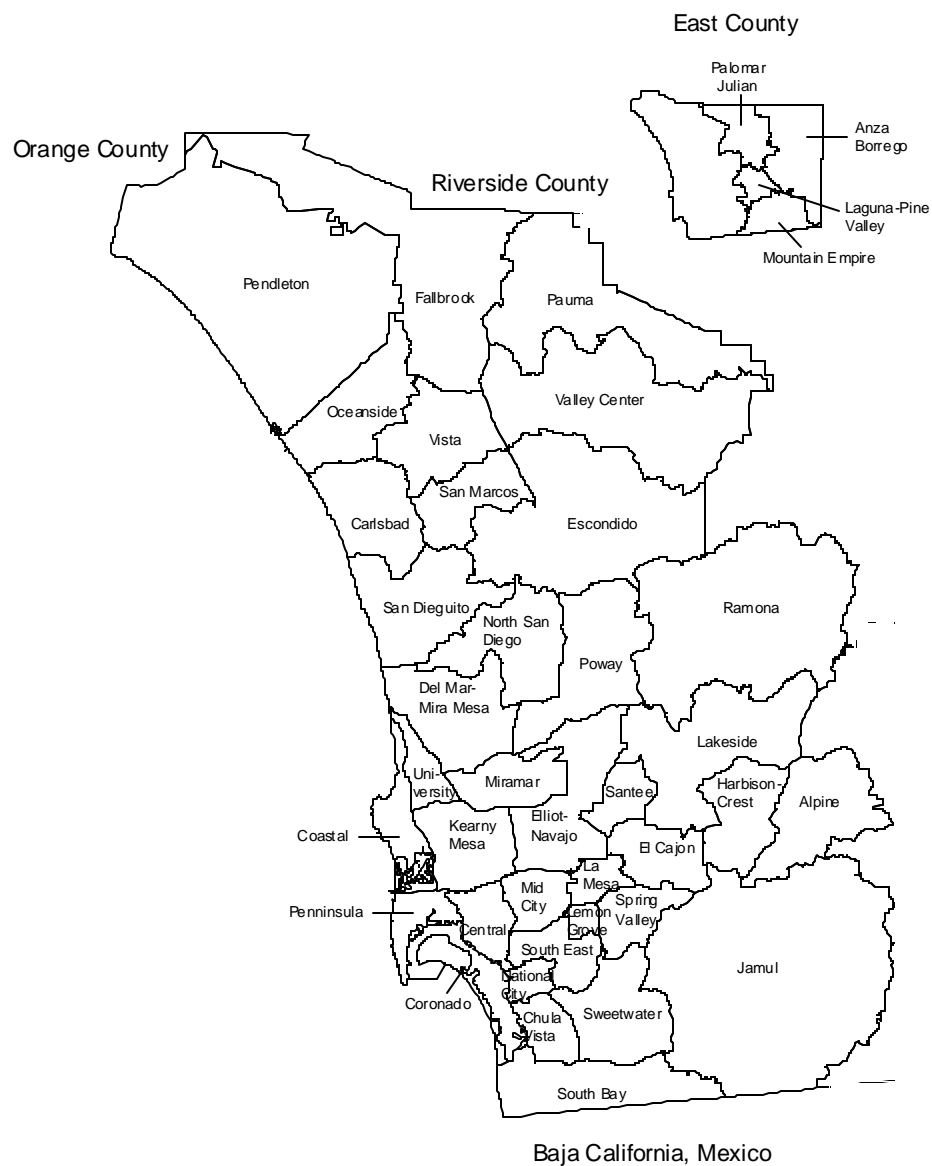 East County
Palomar
Julian
Anza
Borrego
Orange County
Riverside County
Laguna-Pine
Valley
Mountain Empire
Pendleton
Fallbrook
Pauma
Valley Center
Oceanside
Vista
San Marcos
Carlsbad
Escondido
San Dieguito
North San
Diego
Ramona
Poway
Del Mar-
Mira Mesa
Lakeside
Uni-
versity
Miramar
Santee
Harbison-
Crest
Alpine
Elliot-
Navajo
Kearny
Mesa
Coastal
El Cajon
La
Mesa
Mid
City
Spring
Valley
Penninsula
Lemon
Grove
Central
South East
Jamul
National
City
Coronado
Chula
Vista
Sweetwater
South Bay
Baja California, Mexico